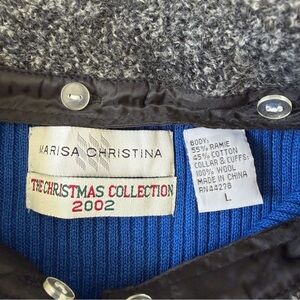 MARISA CHRISTINA
THE CHRISTMAS COLLECTION
2002
BODY:
55% RAMIE
45% COTTON
COLLAR & CUFFS:
100% WOOL
MADE IN CHINA
RN44278
L